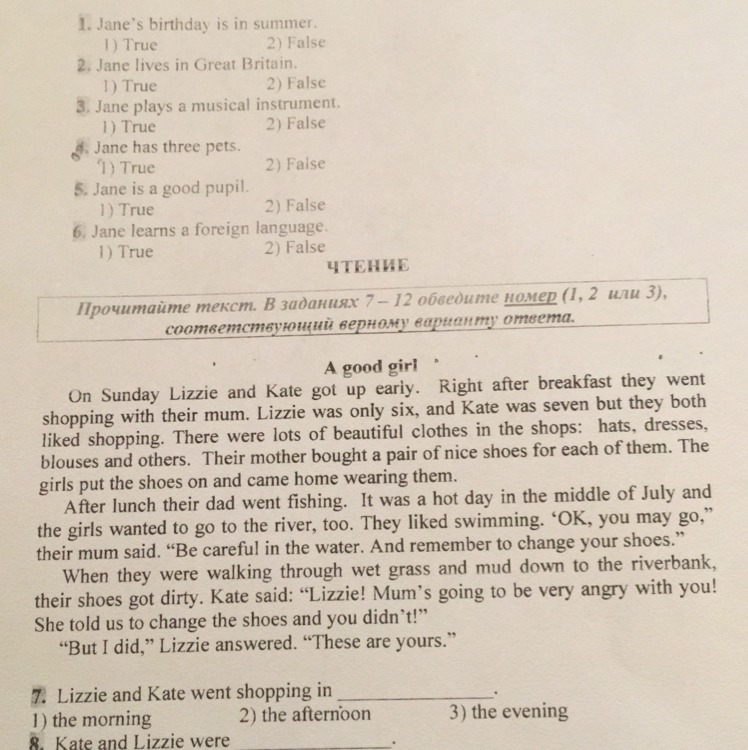 1. Jane's birthday is in summer.
1) True 2) False
2. Jane lives in Great Britain.
1) True 2) False
3. Jane plays a musical instrument.
1) True 2) False
4. Jane has three pets.
1) True 2) False
5. Jane is a good pupil.
1) True 2) False
6. Jane learns a foreign language.
1) True 2) False
ЧТЕНИЕ
Прочитайте текст. В заданиях 7 – 12 обведите номер (1, 2 или 3),
соответствующий верному варианту ответа.
A good girl
On Sunday Lizzie and Kate got up early. Right after breakfast they went
shopping with their mum. Lizzie was only six, and Kate was seven but they both
liked shopping. There were lots of beautiful clothes in the shops: hats, dresses,
blouses and others. Their mother bought a pair of nice shoes for each of them. The
girls put the shoes on and came home wearing them.
After lunch their dad went fishing. It was a hot day in the middle of July and
the girls wanted to go to the river, too. They liked swimming. ‘OK, you may go,”
their mum said. “Be careful in the water. And remember to change your shoes.”
When they were walking through wet grass and mud down to the riverbank,
their shoes got dirty. Kate said: “Lizzie! Mum’s going to be very angry with you!
She told us to change the shoes and you didn’t!”
“But I did,” Lizzie answered. “These are yours.”
7. Lizzie and Kate went shopping in ____________________.
1) the morning 2) the afternoon 3) the evening
8. Kate and Lizzie were ____________________.